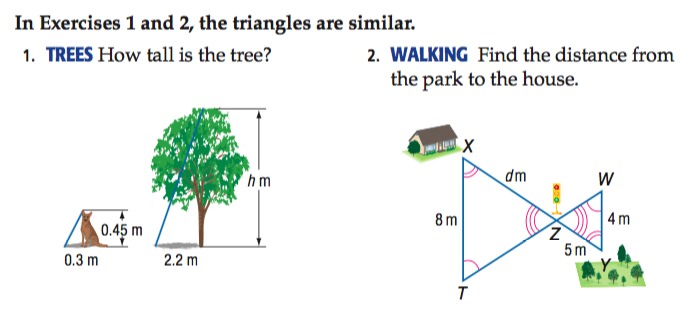 In Exercises 1 and 2, the triangles are similar.
1. TREES How tall is the tree?
h m
0.45 m
0.3 m
2.2 m
2. WALKING Find the distance from
the park to the house.
X
d m
W
8 m
4 m
Z
5 m
Y
T